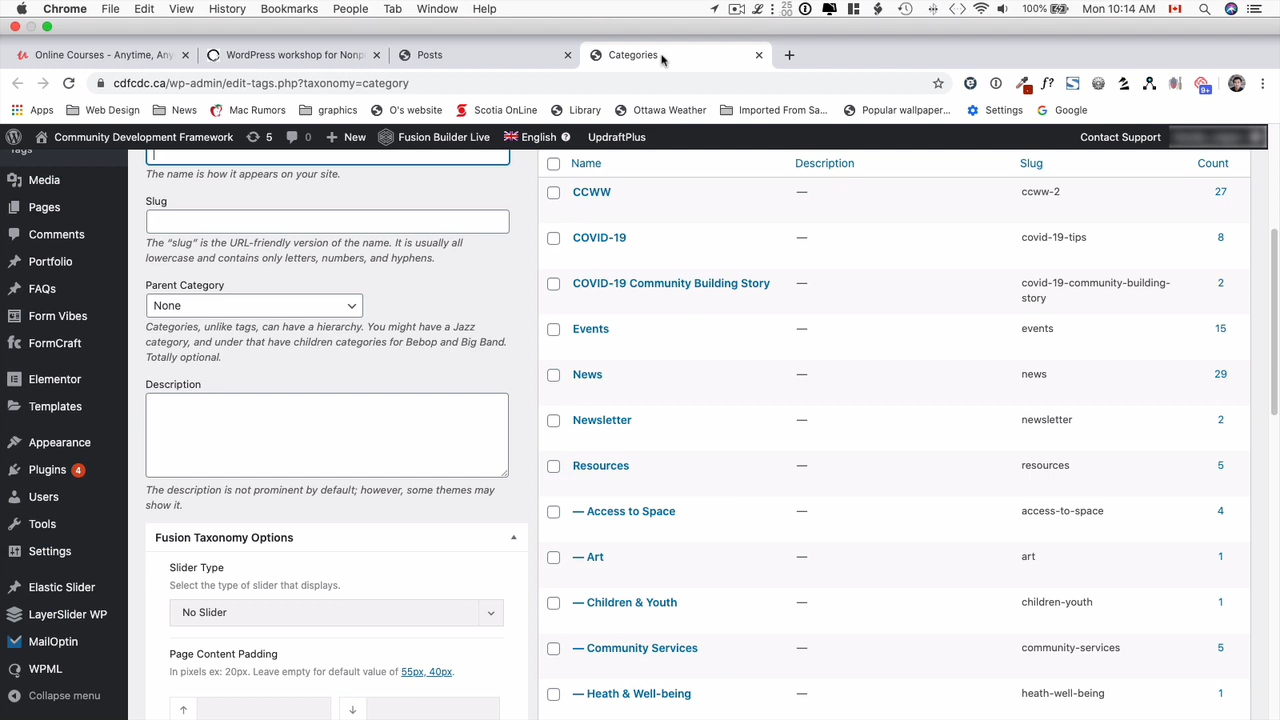 Chrome File Edit View History Bookmarks People Tab Window Help 25 00 100% Mon 10:14 AM
Online Courses - Anytime, Any WordPress workshop for Nonp Posts Categories
cdfcdc.ca/wp-admin/edit-tags.php?taxonomy=category f? 9+
Apps Web Design News Mac Rumors graphics O's website Scotia OnLine Library Ottawa Weather Imported From Sa... Popular wallpaper... Settings Google
Community Development Framework 5 0 New Fusion Builder Live English UpdraftPlus Contact Support
Tags
Media
Pages
Comments
Portfolio
FAQs
Form Vibes
FormCraft
Elementor
Templates
Appearance
Plugins 4
Users
Tools
Settings
Elastic Slider
LayerSlider WP
MailOptin
WPML
Collapse menu
The name is how it appears on your site.
Slug
The “slug” is the URL-friendly version of the name. It is usually all
lowercase and contains only letters, numbers, and hyphens.
Parent Category
None
Categories, unlike tags, can have a hierarchy. You might have a Jazz
category, and under that have children categories for Bebop and Big Band.
Totally optional.
Description
The description is not prominent by default; however, some themes may
show it.
Fusion Taxonomy Options
Slider Type
Select the type of slider that displays.
No Slider
Page Content Padding
In pixels ex: 20px. Leave empty for default value of 55px, 40px.
Name Description Slug Count
CCWW — ccww-2 27
COVID-19 — covid-19-tips 8
COVID-19 Community Building Story — covid-19-community-building-
story 2
Events — events 15
News — news 29
Newsletter — newsletter 2
Resources — resources 5
— Access to Space — access-to-space 4
— Art — art 1
— Children & Youth — children-youth 1
— Community Services — community-services 5
— Heath & Well-being — heath-well-being 1